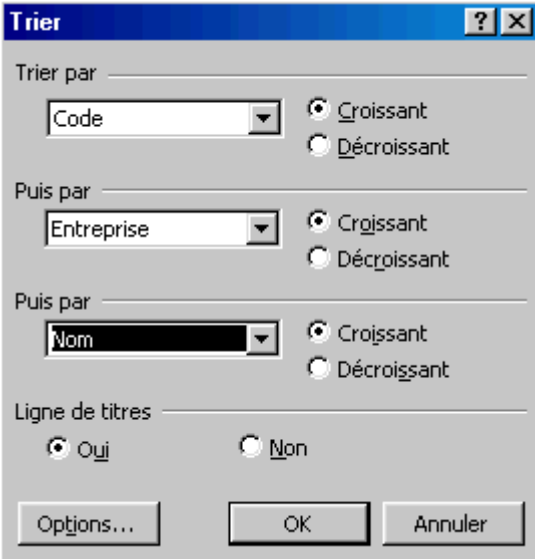 Trier
Trier par
Code
Croissant
Décroissant
Puis par
Entreprise
Croissant
Décroissant
Puis par
Nom
Croissant
Décroissant
Ligne de titres
Oui Non
Options... OK Annuler